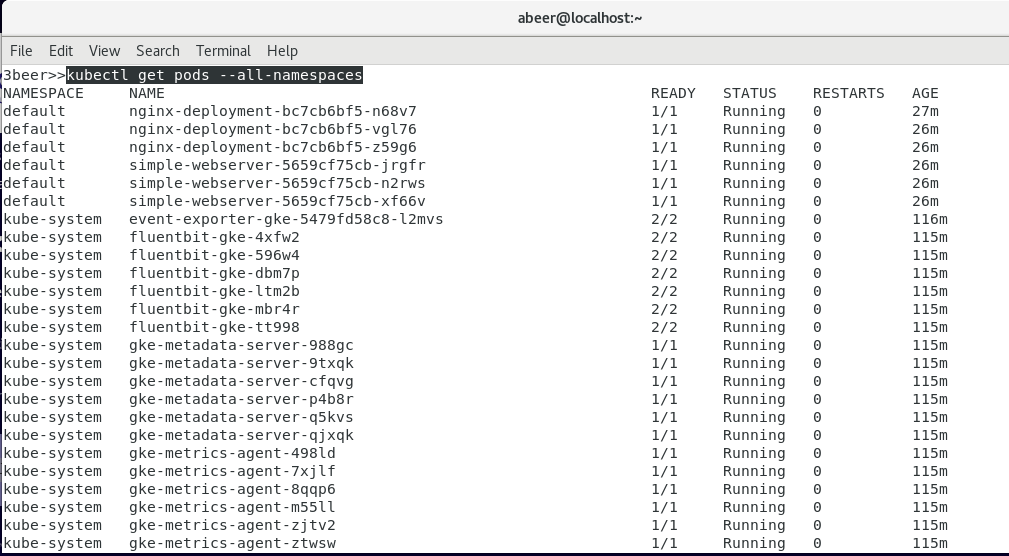 abeer@localhost:~
File Edit View Search Terminal Help
3beer>>kubectl get pods --all-namespaces
NAMESPACE NAME READY STATUS RESTARTS AGE
default nginx-deployment-bc7cb6bf5-n68v7 1/1 Running 0 27m
default nginx-deployment-bc7cb6bf5-vgl76 1/1 Running 0 26m
default nginx-deployment-bc7cb6bf5-z59g6 1/1 Running 0 26m
default simple-webserver-5659cf75cb-jrgfr 1/1 Running 0 26m
default simple-webserver-5659cf75cb-n2rws 1/1 Running 0 26m
default simple-webserver-5659cf75cb-xf66v 1/1 Running 0 26m
kube-system event-exporter-gke-5479fd58c8-l2mvs 2/2 Running 0 116m
kube-system fluentbit-gke-4xfw2 2/2 Running 0 115m
kube-system fluentbit-gke-596w4 2/2 Running 0 115m
kube-system fluentbit-gke-dbm7p 2/2 Running 0 115m
kube-system fluentbit-gke-ltm2b 2/2 Running 0 115m
kube-system fluentbit-gke-mbr4r 2/2 Running 0 115m
kube-system fluentbit-gke-tt998 2/2 Running 0 115m
kube-system gke-metadata-server-988gc 1/1 Running 0 115m
kube-system gke-metadata-server-9txqk 1/1 Running 0 115m
kube-system gke-metadata-server-cfqvg 1/1 Running 0 115m
kube-system gke-metadata-server-p4b8r 1/1 Running 0 115m
kube-system gke-metadata-server-q5kvs 1/1 Running 0 115m
kube-system gke-metadata-server-qjxqk 1/1 Running 0 115m
kube-system gke-metrics-agent-498ld 1/1 Running 0 115m
kube-system gke-metrics-agent-7xjlf 1/1 Running 0 115m
kube-system gke-metrics-agent-8qqp6 1/1 Running 0 115m
kube-system gke-metrics-agent-m55ll 1/1 Running 0 115m
kube-system gke-metrics-agent-zjtv2 1/1 Running 0 115m
kube-system gke-metrics-agent-ztwsw 1/1 Running 0 115m